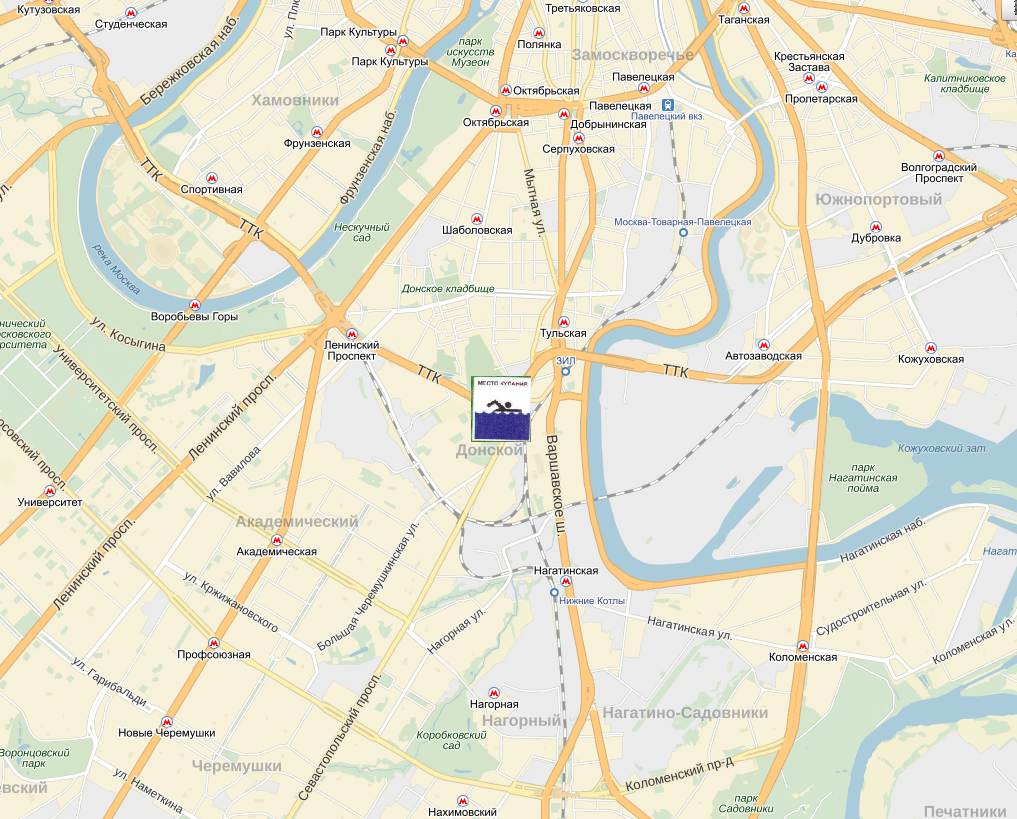 Кутузовская
Студенческая
Третьяковская
Таганская
Парк Культуры
Парк Культуры
парк
искусств
Музеон
Полянка
Замоскворечье
Крестьянская
Застава
Пролетарская
Капитниковское
кладбище
Бережковская наб.
Хамовники
Октябрьская
Октябрьская
Павелецкая
Павелецкая
Павелецкий вкз.
Добрынинская
Серпуховская
Фрунзенская
Фрунзенская наб.
Волгоградский
Проспект
ТТК
Спортивная
Мытная ул.
Южнопортовый
ТТК
Нескучный
сад
Шаболовская
Москва-Товарная-Павелецкая
Дубровка
река Москва
Донское кладбище
Воробьевы Горы
ул. Косыгина
Ленинский
Проспект
Тульская
ЗИЛ
Автозаводская
Кожуховская
ТТК
ТТК
Университетский просп.
Ленинский просп.
МЕСТО КУПАНИЯ
Донской
Варшавское ш.
Кожуховский зат.
парк
Нагатинская
пойма
ул. Вавилова
Университет
Академический
Академическая
Ленинский просп.
Большая Черемушкинская ул.
Нагатинская наб.
Нагатинская
Нижние Котлы
ул. Кржижановского
Нагорная ул.
Нагатинская ул.
Судостроительная ул.
Коломенская ул.
Профсоюзная
Коломенская
ул. Гарибальди
Нагорная
Нагорный
Нагатино-Садовники
Новые Черемушки
Коробковский
сад
Севастопольский просп.
Воронцовский
парк
Черемушки
ул. Наметкина
Коломенский пр-д
Нахимовский
парк
Садовники
Печатники